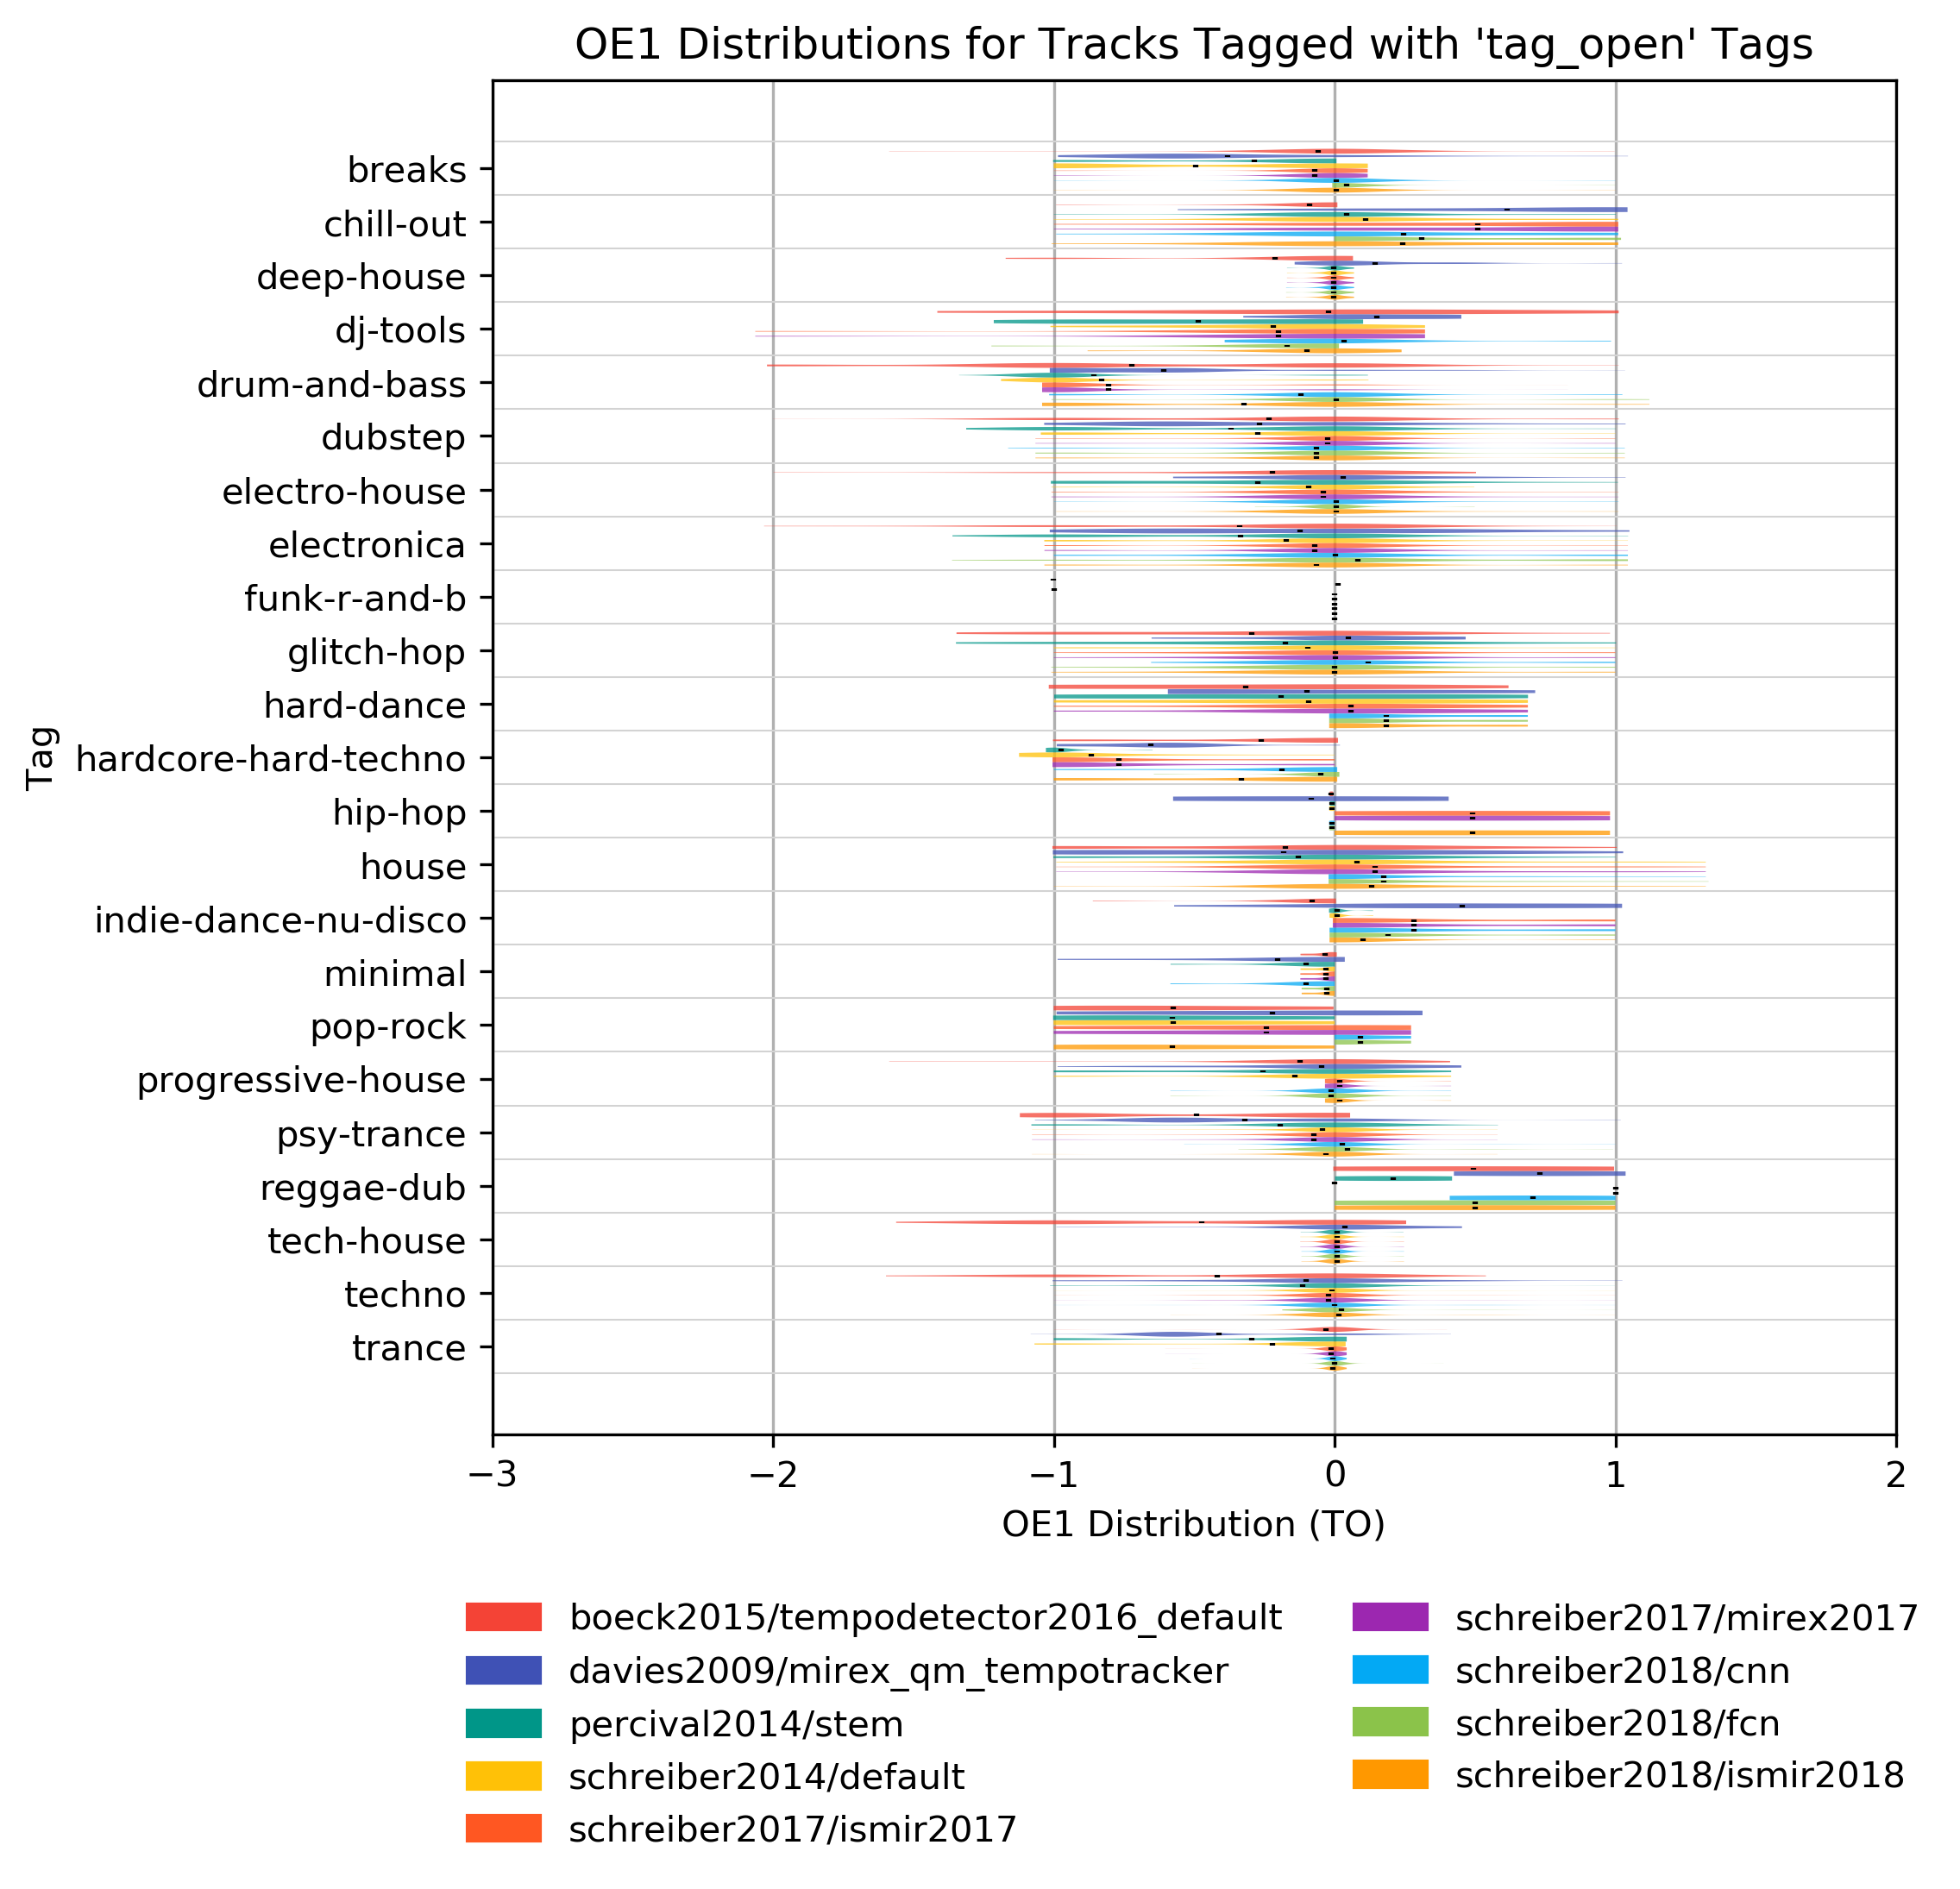 OE1 Distributions for Tracks Tagged with 'tag_open' Tags
Tag
breaks
chill-out
deep-house
dj-tools
drum-and-bass
dubstep
electro-house
electronica
funk-r-and-b
glitch-hop
hard-dance
hardcore-hard-techno
hip-hop
house
indie-dance-nu-disco
minimal
pop-rock
progressive-house
psy-trance
reggae-dub
tech-house
techno
trance
−3 −2 −1 0 1 2
OE1 Distribution (TO)
boeck2015/tempodetector2016_default
davies2009/mirex_qm_tempotracker
percival2014/stem
schreiber2014/default
schreiber2017/ismir2017
schreiber2017/mirex2017
schreiber2018/cnn
schreiber2018/fcn
schreiber2018/ismir2018